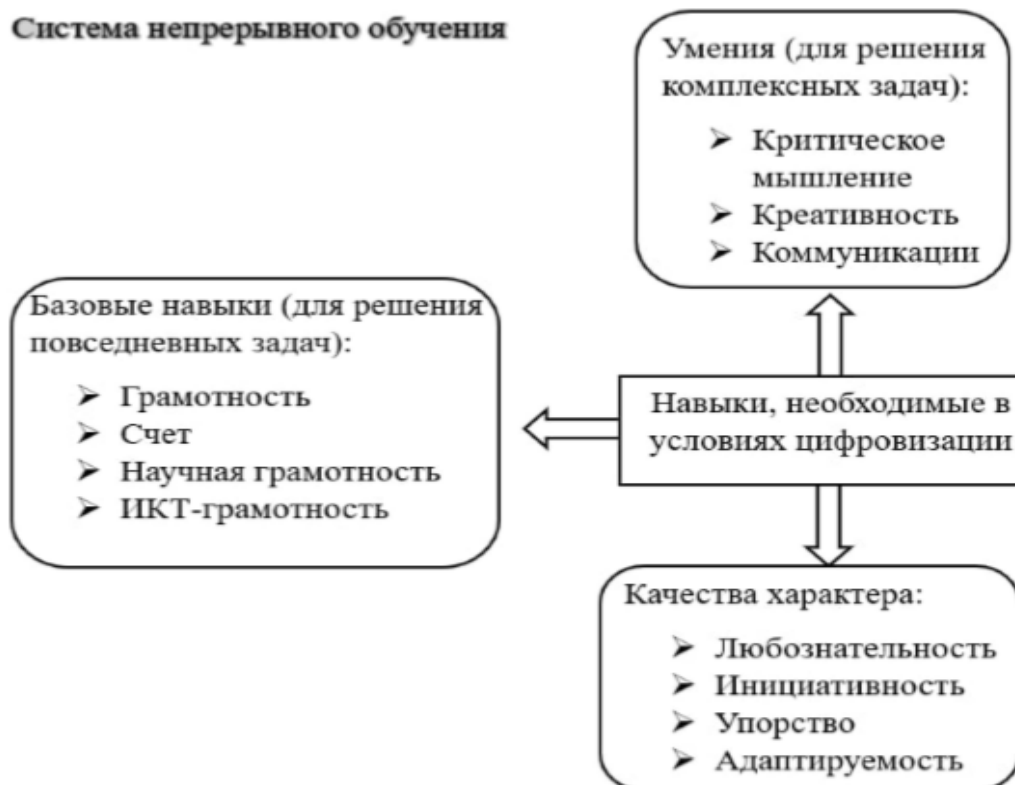 Система непрерывного обучения
Умения (для решения
комплексных задач):
➢ Критическое
мышление
➢ Креативность
➢ Коммуникации
Базовые навыки (для решения
повседневных задач):
➢ Грамотность
➢ Счет
➢ Научная грамотность
➢ ИКТ-грамотность
Навыки, необходимые в
условиях цифровизации
Качества характера:
➢ Любознательность
➢ Инициативность
➢ Упорство
➢ Адаптируемость